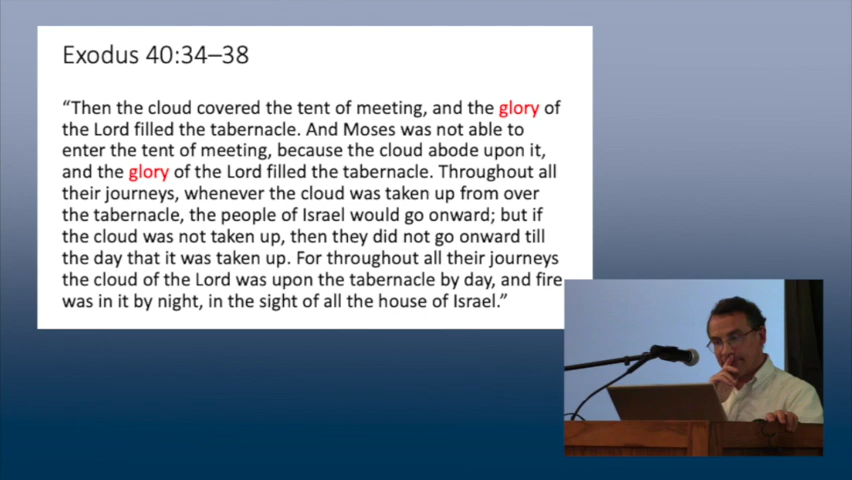 Exodus 40:34–38
“Then the cloud covered the tent of meeting, and the glory of
the Lord filled the tabernacle. And Moses was not able to
enter the tent of meeting, because the cloud abode upon it,
and the glory of the Lord filled the tabernacle. Throughout all
their journeys, whenever the cloud was taken up from over
the tabernacle, the people of Israel would go onward; but if
the cloud was not taken up, then they did not go onward till
the day that it was taken up. For throughout all their journeys
the cloud of the Lord was upon the tabernacle by day, and fire
was in it by night, in the sight of all the house of Israel.”